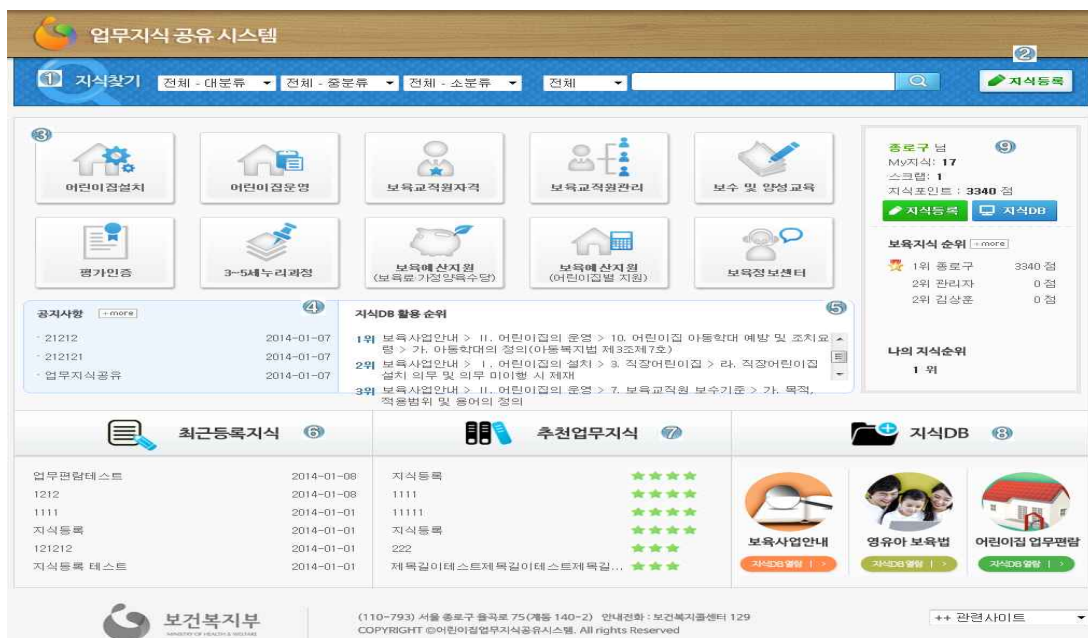 업무지식 공유 시스템
②
① 지식찾기 전체 - 대분류 전체 - 중분류 전체 - 소분류 전체 지식등록
③
어린이집설치 어린이집운영 보육교직원자격 보육교직원관리 보수 및 양성교육
평가인증 3~5세누리과정 보육예산지원 보육예산지원 보육정보센터
(보육료·가정양육수당) (어린이집별 지원)
종로구 님 ⑨
My지식: 17
스크랩: 1
지식포인트 : 3340 점
지식등록 지식DB
보육지식 순위 +more
1위 종로구 3340 점
2위 관리자 0 점
2위 김상훈 0 점
나의 지식순위
1 위
공지사항 +more ④
· 21212 2014-01-07
· 212121 2014-01-07
· 업무지식공유 2014-01-07
지식DB 활용 순위 ⑤
1위 보육사업안내 > II. 어린이집의 운영 > 10. 어린이집 아동학대 예방 및 조치요
령 > 가. 아동학대의 정의(아동복지법 제3조제7호)
2위 보육사업안내 > I. 어린이집의 설치 > 3. 직장어린이집 > 라. 직장어린이집
설치 의무 및 의무 미이행 시 제재
3위 보육사업안내 > II. 어린이집의 운영 > 7. 보육교직원 보수기준 > 가. 목적,
적용범위 및 용어의 정의
최근등록지식 ⑥
업무편람테스트 2014-01-08
1212 2014-01-08
1111 2014-01-01
지식등록 2014-01-01
121212 2014-01-01
지식등록 테스트 2014-01-01
추천업무지식 ⑦
지식등록 ★★★★
1111 ★★★★
11111 ★★★★
지식등록 ★★★★
222 ★★★
제목길이테스트제목길이테스트제목길... ★★★
지식DB ⑧
보육사업안내 영유아 보육법 어린이집 업무편람
지식DB열람 | > 지식DB열람 | > 지식DB열람 | >
보건복지부
MINISTRY OF HEALTH & WELFARE
(110-793) 서울 종로구 율곡로 75(계동 140-2) 안내전화 : 보건복지콜센터 129
COPYRIGHT ©어린이집업무지식공유시스템. All rights Reserved
++ 관련사이트